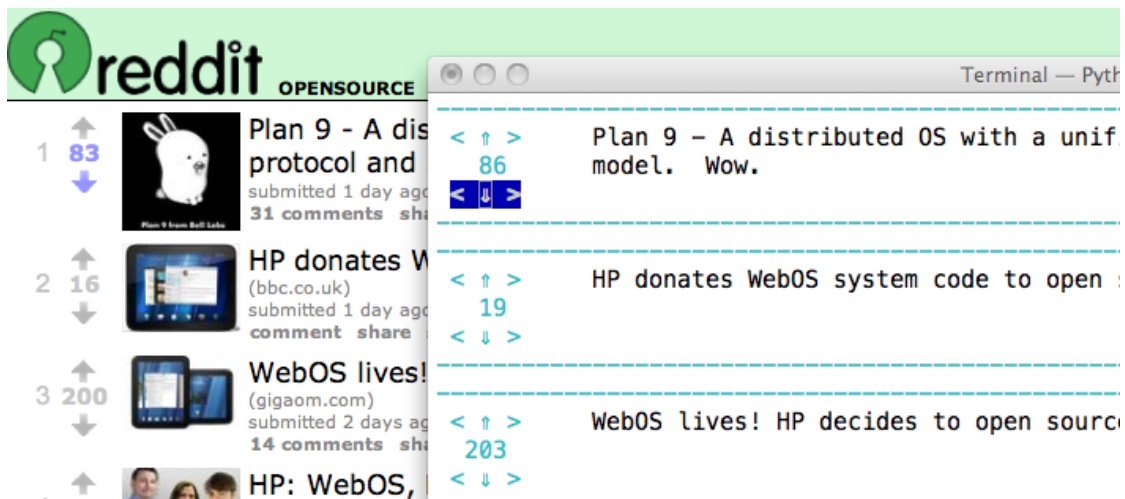 reddit OPENSOURCE
1
83
Plan 9 - A dis
protocol and
submitted 1 day ago
31 comments sha
Plan 9 from Bell Labs
2
16
HP donates W
(bbc.co.uk)
submitted 1 day ago
comment share
3
200
WebOS lives!
(gigaom.com)
submitted 2 days ag
14 comments sha
HP: WebOS,
Terminal — Pyth
< ⇑ > Plan 9 - A distributed OS with a unif
86 model. Wow.
< ⇓ >
< ⇑ > HP donates WebOS system code to open
19
< ⇓ >
< ⇑ > WebOS lives! HP decides to open sourc
203
< ⇓ >